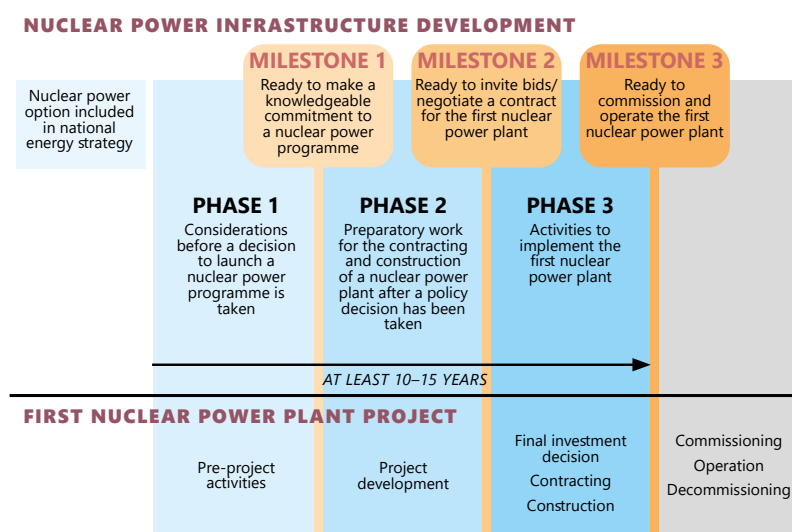 NUCLEAR POWER INFRASTRUCTURE DEVELOPMENT
Nuclear power
option included
in national
energy strategy
MILESTONE 1
Ready to make a
knowledgeable
commitment to
a nuclear power
programme
MILESTONE 2
Ready to invite bids/
negotiate a contract
for the first nuclear
power plant
MILESTONE 3
Ready to
commission and
operate the first
nuclear power plant
PHASE 1
Considerations
before a decision
to launch a
nuclear power
programme is
taken
PHASE 2
Preparatory work
for the contracting
and construction
of a nuclear power
plant after a policy
decision has been
taken
PHASE 3
Activities to
implement the
first nuclear
power plant
AT LEAST 10–15 YEARS
FIRST NUCLEAR POWER PLANT PROJECT
Pre-project
activities
Project
development
Final investment
decision
Contracting
Construction
Commissioning
Operation
Decommissioning